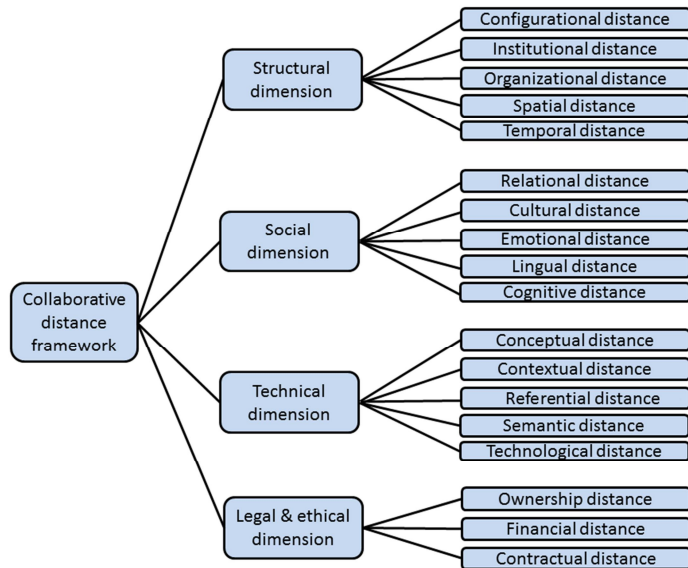 Collaborative
distance
framework
Structural
dimension
Configurational distance
Institutional distance
Organizational distance
Spatial distance
Temporal distance
Social
dimension
Relational distance
Cultural distance
Emotional distance
Lingual distance
Cognitive distance
Technical
dimension
Conceptual distance
Contextual distance
Referential distance
Semantic distance
Technological distance
Legal & ethical
dimension
Ownership distance
Financial distance
Contractual distance